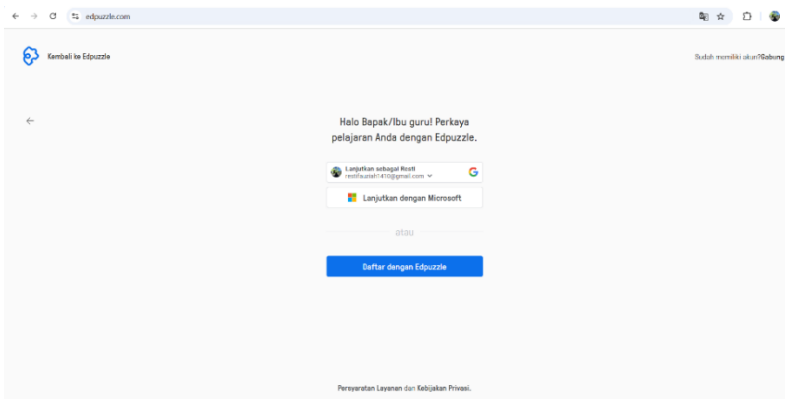 edpuzzle.com
Kembali ke Edpuzzle
Sudah memiliki akun?Gabung
Halo Bapak/Ibu guru! Perkaya
pelajaran Anda dengan Edpuzzle.
Lanjutkan sebagai Resti
Lanjutkan dengan Microsoft
atau
Daftar dengan Edpuzzle
Persyaratan Layanan dan Kebijakan Privasi.